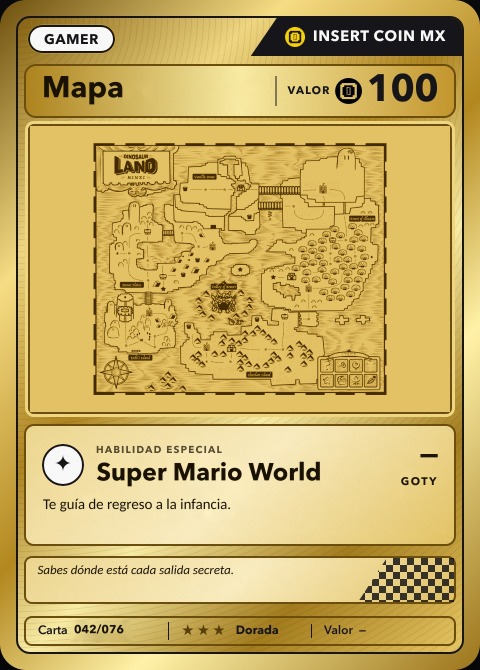 GAMER
INSERT COIN MX
Mapa
VALOR 100
DINOSAUR
LAND
MCMXCI
HABILIDAD ESPECIAL
Super Mario World
—
GOTY
Te guía de regreso a la infancia.
Sabes dónde está cada salida secreta.
Carta 042/076
★ ★ ★ Dorada
Valor —